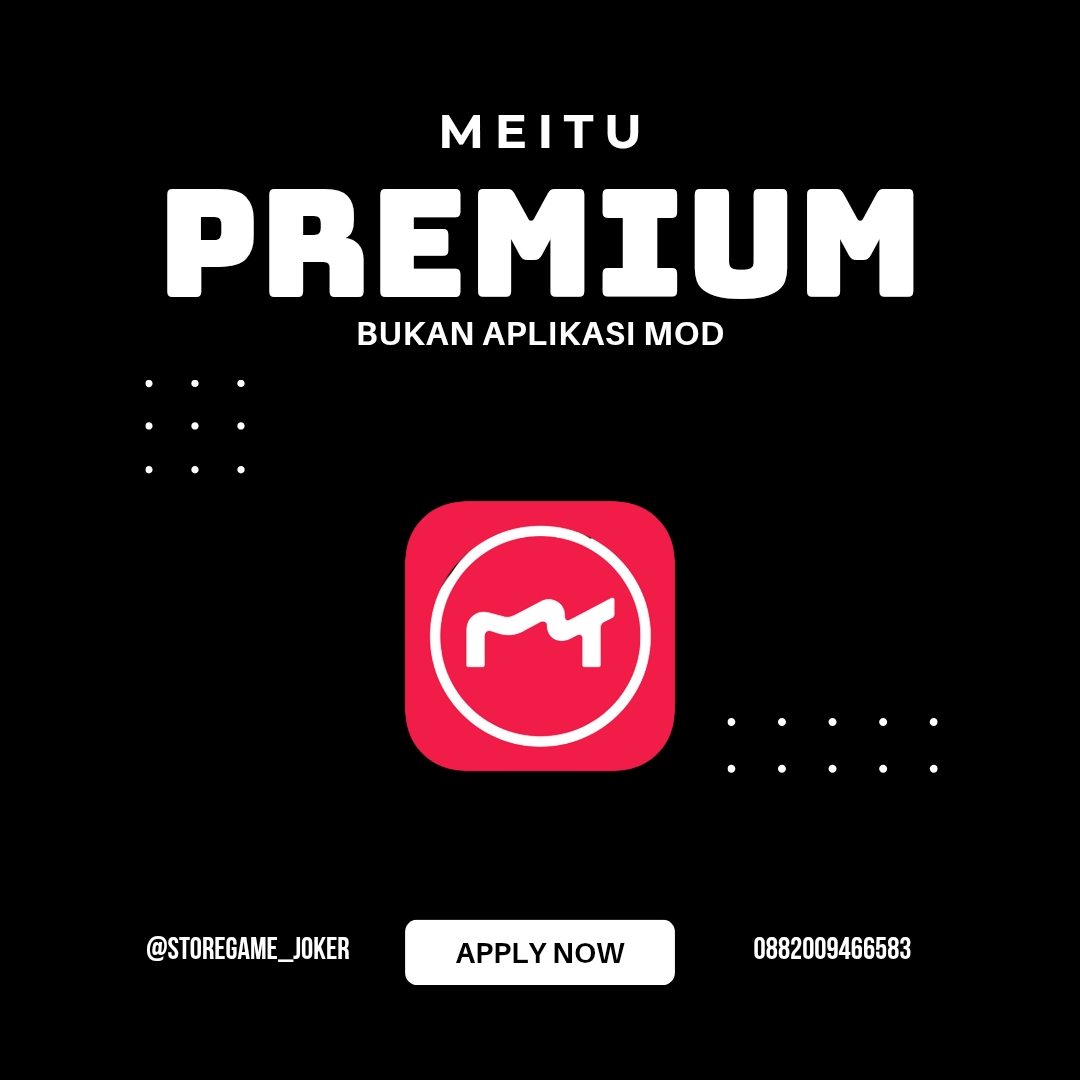 MEITU
PREMIUM
BUKAN APLIKASI MOD
@STOREGAME_JOKER
APPLY NOW
0882009466583